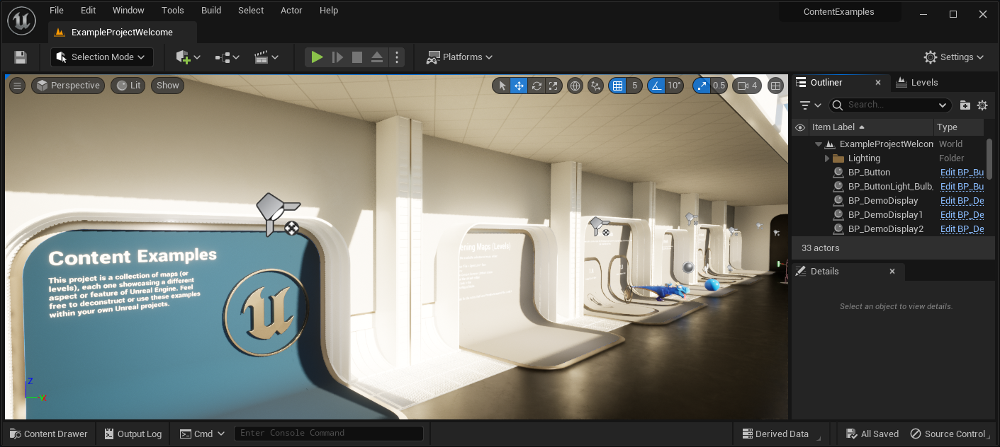 File Edit Window Tools Build Select Actor Help
ContentExamples
ExampleProjectWelcome
Selection Mode
Platforms
Settings
Perspective
Lit
Show
5
10°
0.5
4
Outliner
Levels
Search...
Item Label
Type
ExampleProjectWelcom World
Lighting Folder
BP_Button Edit BP_Bu
BP_ButtonLight_Bulb_ Edit BP_Bu
BP_DemoDisplay Edit BP_De
BP_DemoDisplay1 Edit BP_De
BP_DemoDisplay2 Edit BP_De
33 actors
Details
Select an object to view details.
Content Examples
This project is a collection of maps (or
levels), each one showcasing a different
aspect or feature of Unreal Engine. Feel
free to deconstruct or use these examples
within your own Unreal projects.
ening Maps (Levels)
Z
Y
Content Drawer
Output Log
Cmd
Enter Console Command
Derived Data
All Saved
Source Control